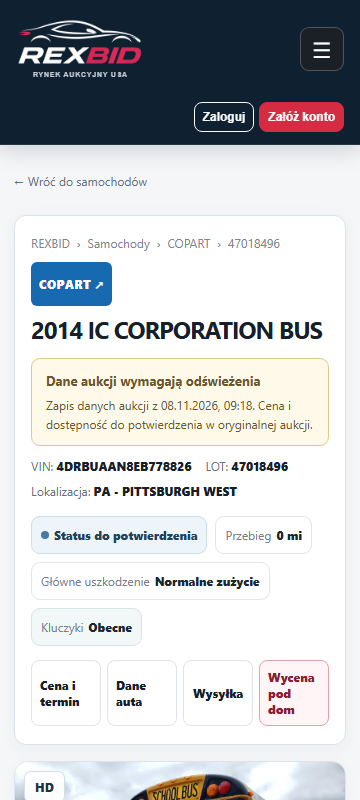 REXBID
RYNEK AUKCYJNY USA
Zaloguj
Załóż konto
← Wróć do samochodów
REXBID › Samochody › COPART › 47018496
COPART ↗
2014 IC CORPORATION BUS
Dane aukcji wymagają odświeżenia
Zapis danych aukcji z 08.11.2026, 09:18. Cena i
dostępność do potwierdzenia w oryginalnej aukcji.
VIN: 4DRBUAAN8EB778826 LOT: 47018496
Lokalizacja: PA - PITTSBURGH WEST
Status do potwierdzenia
Przebieg 0 mi
Główne uszkodzenie Normalne zużycie
Kluczyki Obecne
Cena i
termin
Dane
auta
Wysyłka
Wycena
pod
dom
HD
SCHOOL BUS